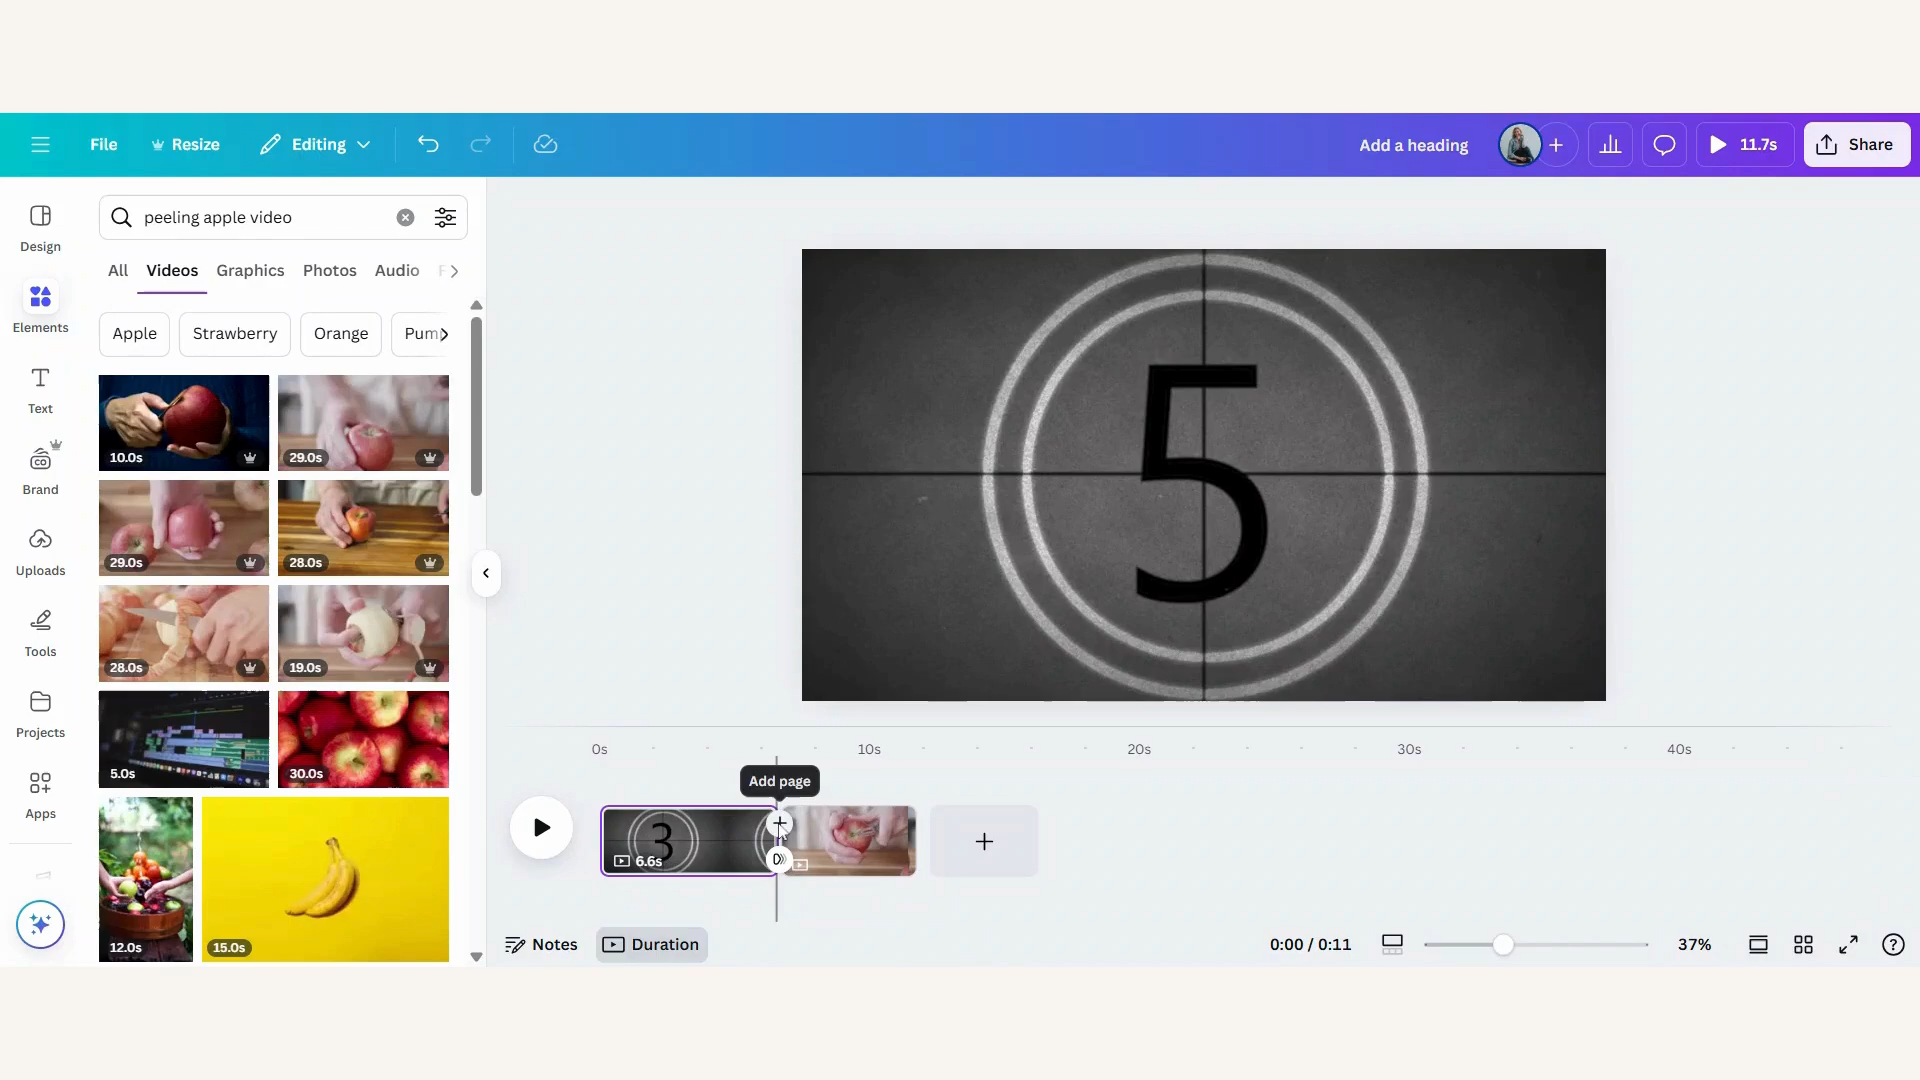 File
Resize
Editing
Add a heading
11.7s
Share
Design
Elements
Text
Brand
Uploads
Tools
Projects
Apps
peeling apple video
All
Videos
Graphics
Photos
Audio
Apple
Strawberry
Orange
10.0s
29.0s
29.0s
28.0s
28.0s
19.0s
5.0s
30.0s
12.0s
15.0s
5
0s
10s
20s
30s
40s
Add page
3
6.6s
Notes
Duration
0:00 / 0:11
37%